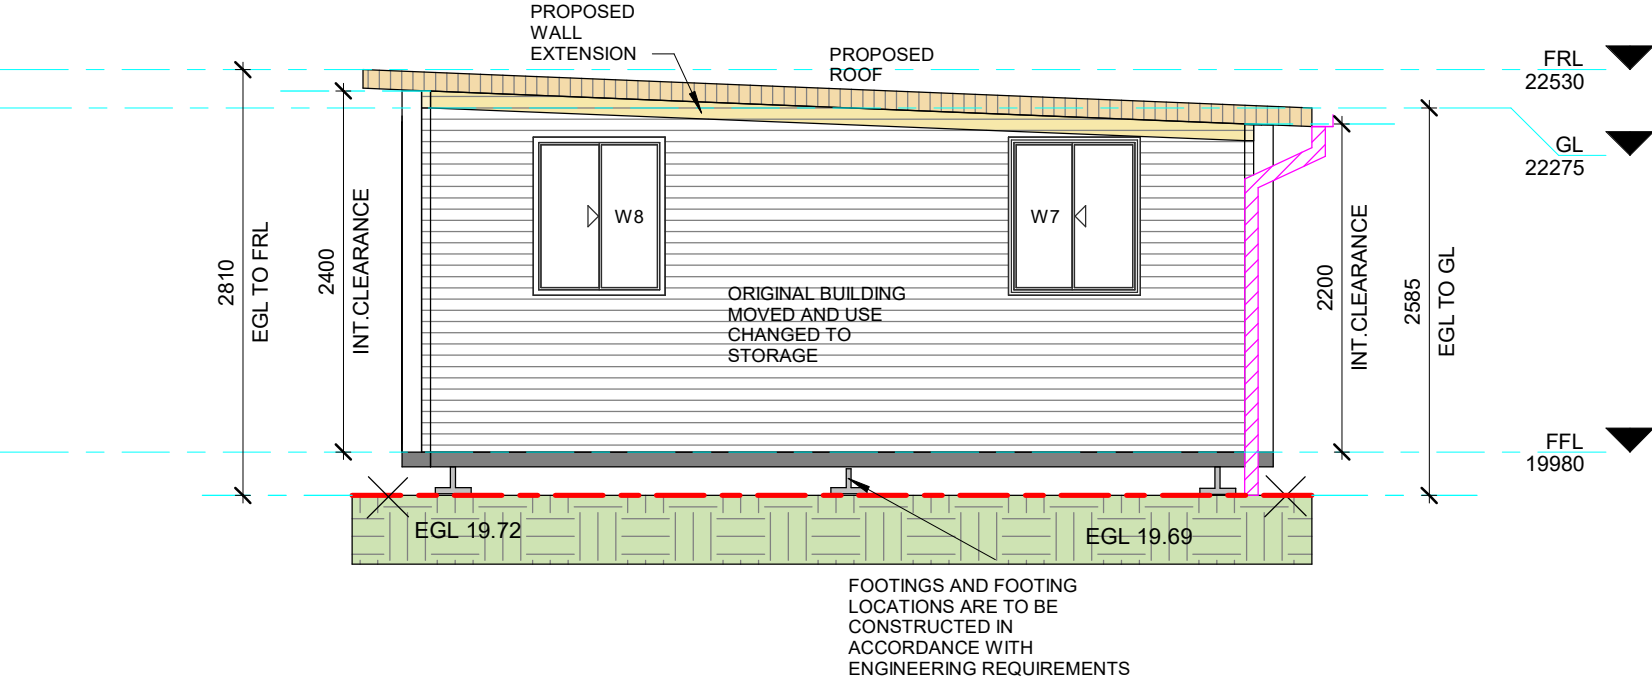 PROPOSED
WALL
EXTENSION
PROPOSED
ROOF
FRL
22530
GL
22275
2810
EGL TO FRL
2400
INT.CLEARANCE
W8
W7
ORIGINAL BUILDING
MOVED AND USE
CHANGED TO
STORAGE
2200
INT.CLEARANCE
2585
EGL TO GL
FFL
19980
EGL 19.72
EGL 19.69
FOOTINGS AND FOOTING
LOCATIONS ARE TO BE
CONSTRUCTED IN
ACCORDANCE WITH
ENGINEERING REQUIREMENTS